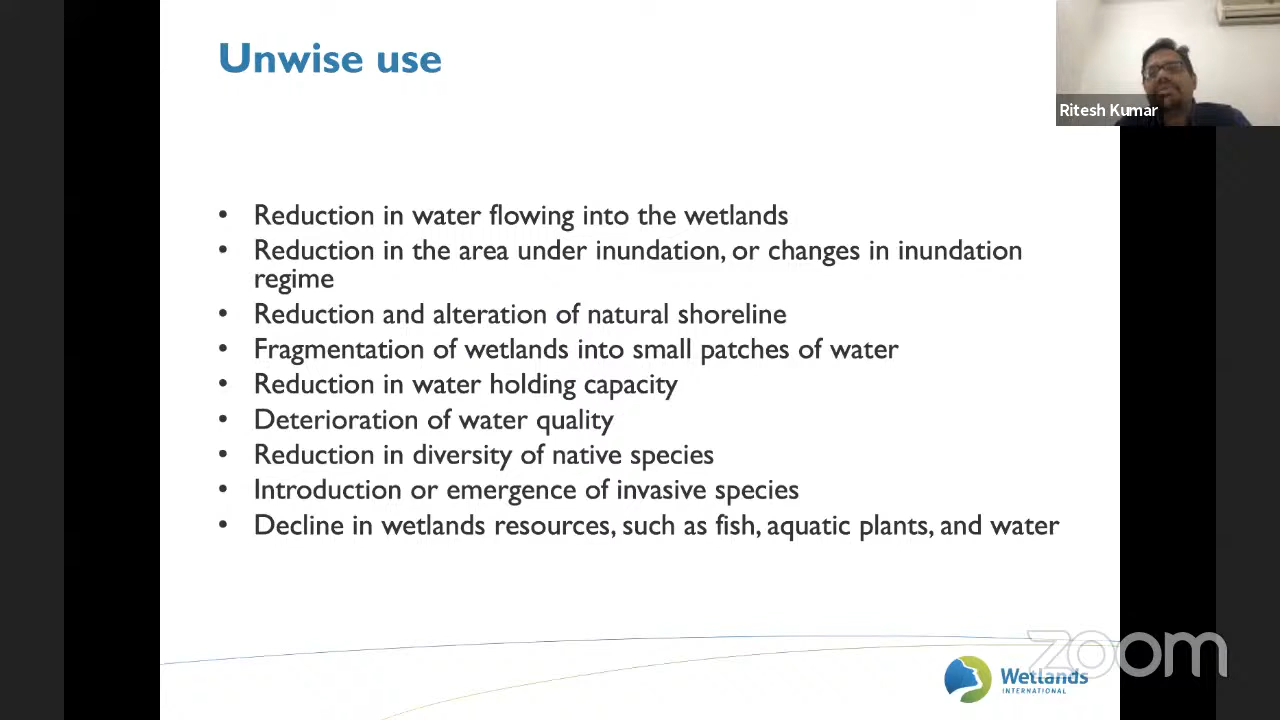 Unwise use
Ritesh Kumar
• Reduction in water flowing into the wetlands
• Reduction in the area under inundation, or changes in inundation
regime
• Reduction and alteration of natural shoreline
• Fragmentation of wetlands into small patches of water
• Reduction in water holding capacity
• Deterioration of water quality
• Reduction in diversity of native species
• Introduction or emergence of invasive species
• Decline in wetlands resources, such as fish, aquatic plants, and water
zoom
Wetlands
INTERNATIONAL